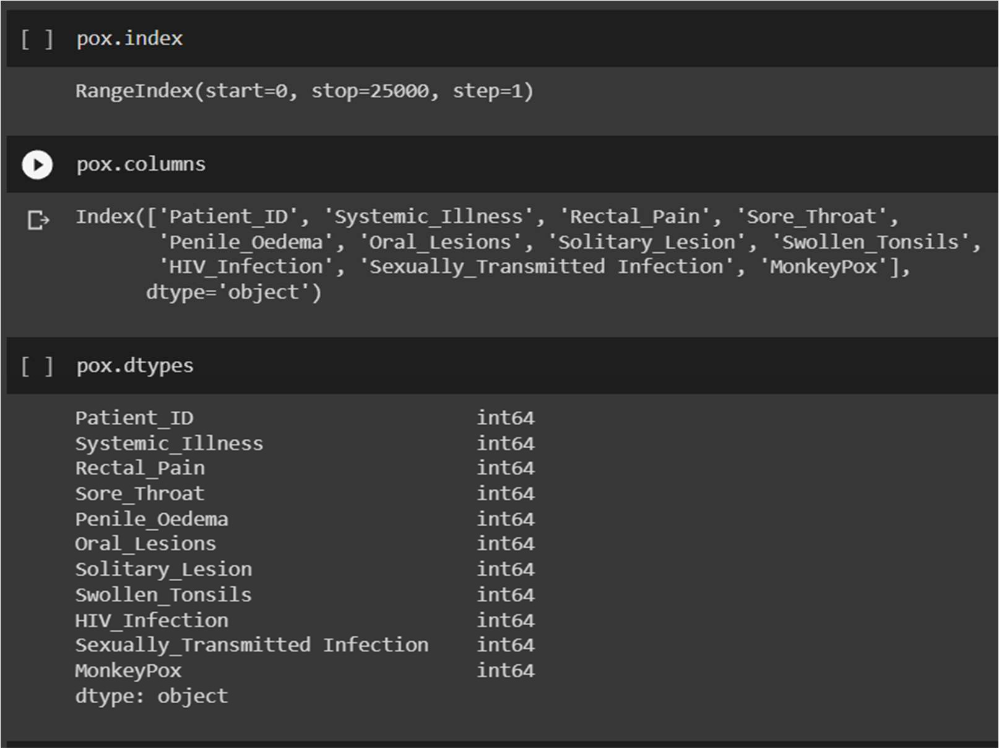 [ ] pox.index
RangeIndex(start=0, stop=25000, step=1)
pox.columns
Index(['Patient_ID', 'Systemic_Illness', 'Rectal_Pain', 'Sore_Throat',
'Penile_Oedema', 'Oral_Lesions', 'Solitary_Lesion', 'Swollen_Tonsils',
'HIV_Infection', 'Sexually_Transmitted Infection', 'MonkeyPox'],
dtype='object')
[ ] pox.dtypes
Patient_ID int64
Systemic_Illness int64
Rectal_Pain int64
Sore_Throat int64
Penile_Oedema int64
Oral_Lesions int64
Solitary_Lesion int64
Swollen_Tonsils int64
HIV_Infection int64
Sexually_Transmitted Infection int64
MonkeyPox int64
dtype: object